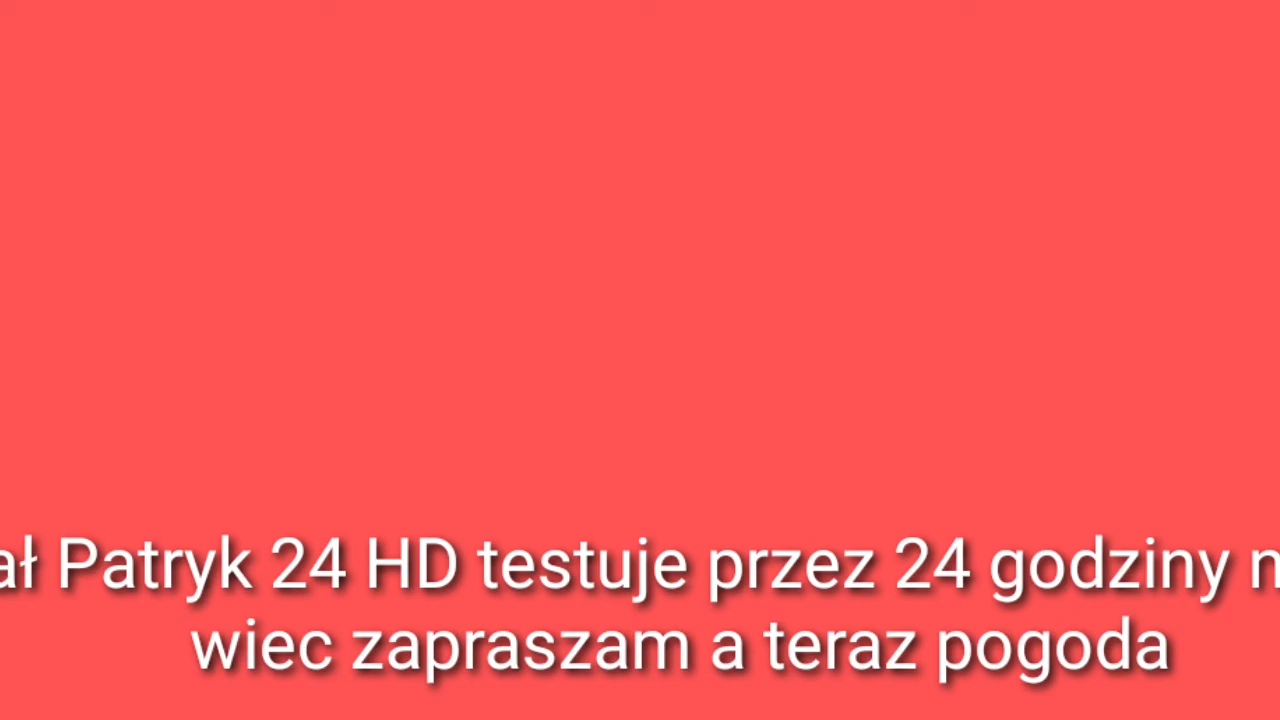 ał Patryk 24 HD testuje przez 24 godziny
wiec zapraszam a teraz pogoda